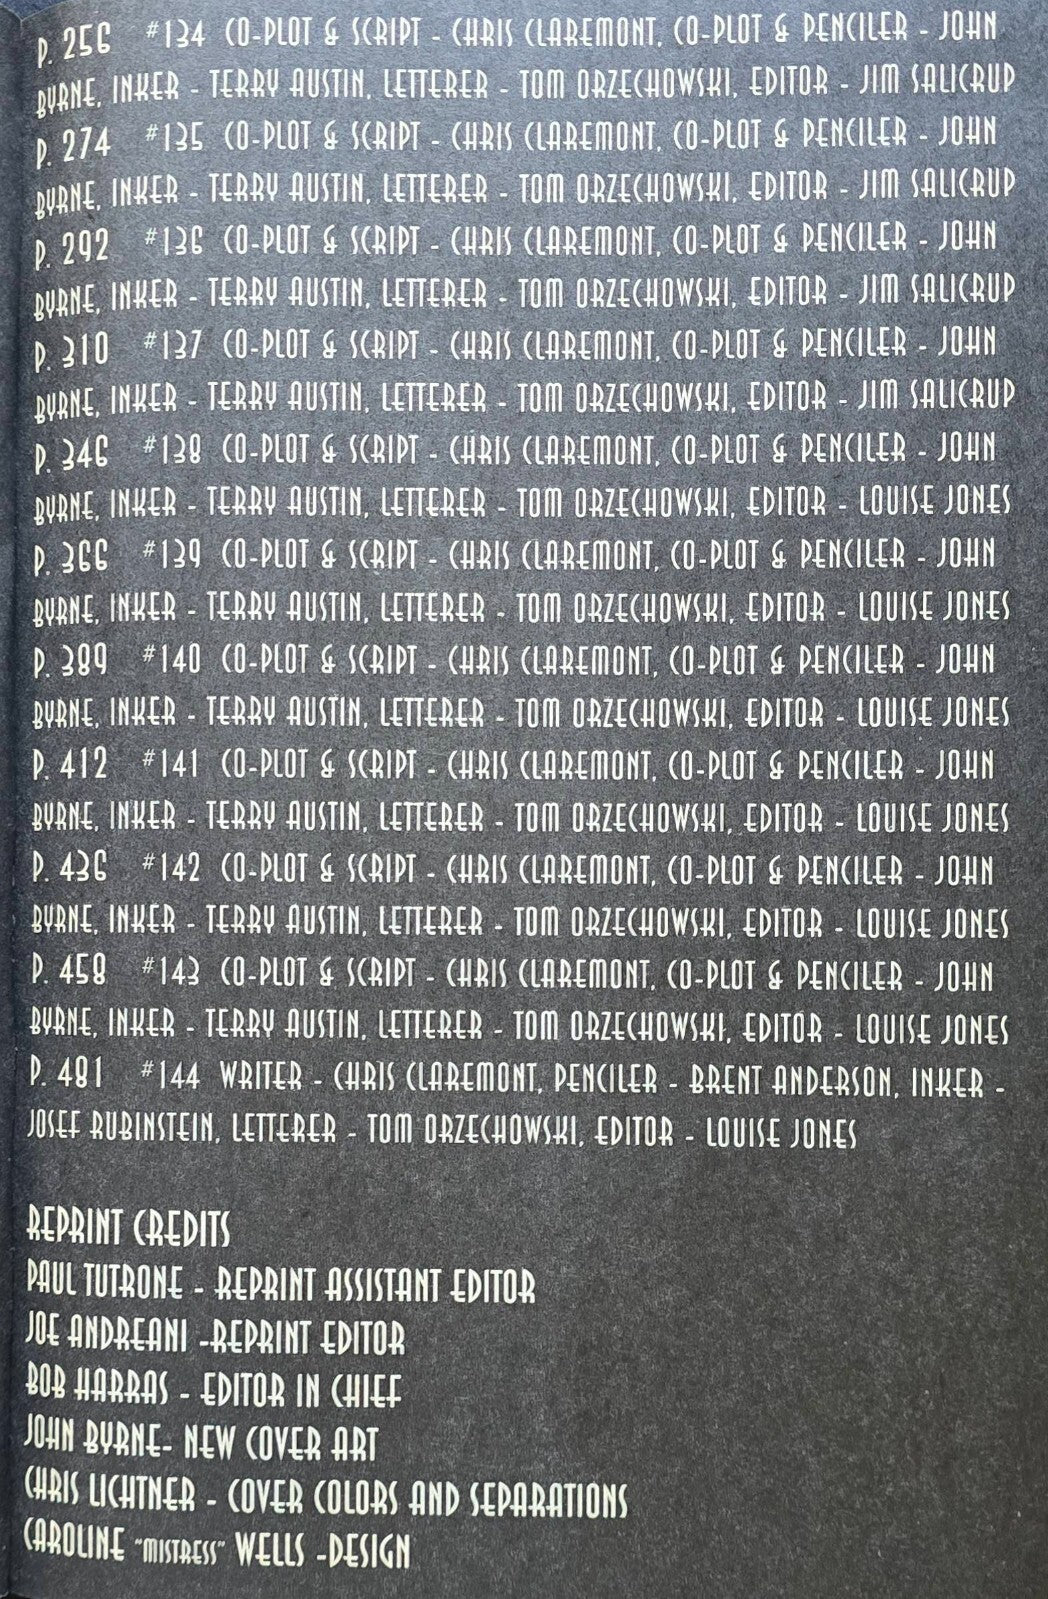 P. 256 #134 CO-PLOT & SCRIPT - CHRIS CLAREMONT, CO-PLOT & PENCILER - JOHN
BYRNE, INKER - TERRY AUSTIN, LETTERER - TOM ORZECHOWSKI, EDITOR - JIM SALICRUP
P. 274 #135 CO-PLOT & SCRIPT - CHRIS CLAREMONT, CO-PLOT & PENCILER - JOHN
BYRNE, INKER - TERRY AUSTIN, LETTERER - TOM ORZECHOWSKI, EDITOR - JIM SALICRUP
P. 292 #136 CO-PLOT & SCRIPT - CHRIS CLAREMONT, CO-PLOT & PENCILER - JOHN
BYRNE, INKER - TERRY AUSTIN, LETTERER - TOM ORZECHOWSKI, EDITOR - JIM SALICRUP
P. 310 #137 CO-PLOT & SCRIPT - CHRIS CLAREMONT, CO-PLOT & PENCILER - JOHN
BYRNE, INKER - TERRY AUSTIN, LETTERER - TOM ORZECHOWSKI, EDITOR - JIM SALICRUP
P. 346 #138 CO-PLOT & SCRIPT - CHRIS CLAREMONT, CO-PLOT & PENCILER - JOHN
BYRNE, INKER - TERRY AUSTIN, LETTERER - TOM ORZECHOWSKI, EDITOR - LOUISE JONES
P. 366 #139 CO-PLOT & SCRIPT - CHRIS CLAREMONT, CO-PLOT & PENCILER - JOHN
BYRNE, INKER - TERRY AUSTIN, LETTERER - TOM ORZECHOWSKI, EDITOR - LOUISE JONES
P. 389 #140 CO-PLOT & SCRIPT - CHRIS CLAREMONT, CO-PLOT & PENCILER - JOHN
BYRNE, INKER - TERRY AUSTIN, LETTERER - TOM ORZECHOWSKI, EDITOR - LOUISE JONES
P. 412 #141 CO-PLOT & SCRIPT - CHRIS CLAREMONT, CO-PLOT & PENCILER - JOHN
BYRNE, INKER - TERRY AUSTIN, LETTERER - TOM ORZECHOWSKI, EDITOR - LOUISE JONES
P. 436 #142 CO-PLOT & SCRIPT - CHRIS CLAREMONT, CO-PLOT & PENCILER - JOHN
BYRNE, INKER - TERRY AUSTIN, LETTERER - TOM ORZECHOWSKI, EDITOR - LOUISE JONES
P. 458 #143 CO-PLOT & SCRIPT - CHRIS CLAREMONT, CO-PLOT & PENCILER - JOHN
BYRNE, INKER - TERRY AUSTIN, LETTERER - TOM ORZECHOWSKI, EDITOR - LOUISE JONES
P. 481 #144 WRITER - CHRIS CLAREMONT, PENCILER - BRENT ANDERSON, INKER -
JOSEF RUBINSTEIN, LETTERER - TOM ORZECHOWSKI, EDITOR - LOUISE JONES
REPRINT CREDITS
PAUL TUTRONE - REPRINT ASSISTANT EDITOR
JOE ANDREANI -REPRINT EDITOR
BOB HARRAS - EDITOR IN CHIEF
JOHN BYRNE- NEW COVER ART
CHRIS LICHTNER - COVER COLORS AND SEPARATIONS
CAROLINE "MISTRESS" WELLS -DESIGN